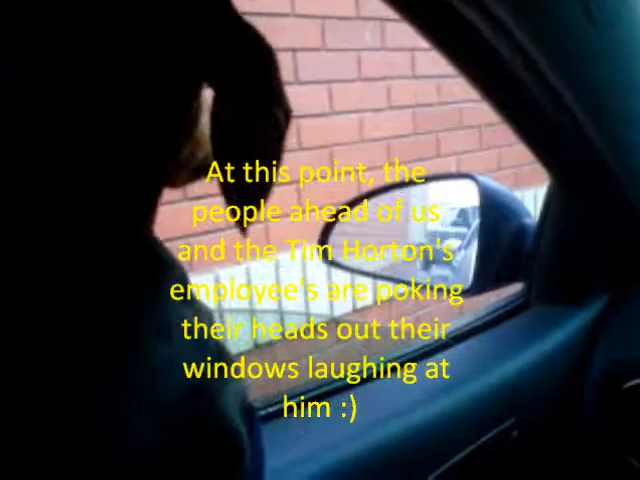 At this point, the
people ahead of us
and the Tim Horton's
employee's are poking
their heads out their
windows laughing at
him :)